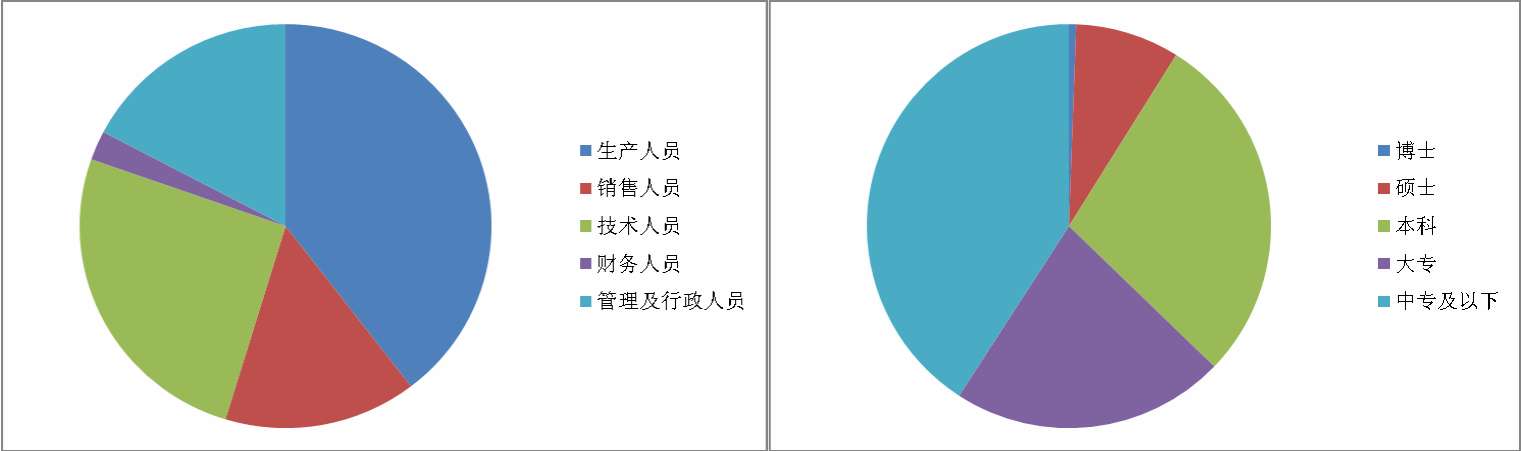 生产人员
销售人员
技术人员
财务人员
管理及行政人员
博士
硕士
本科
大专
中专及以下